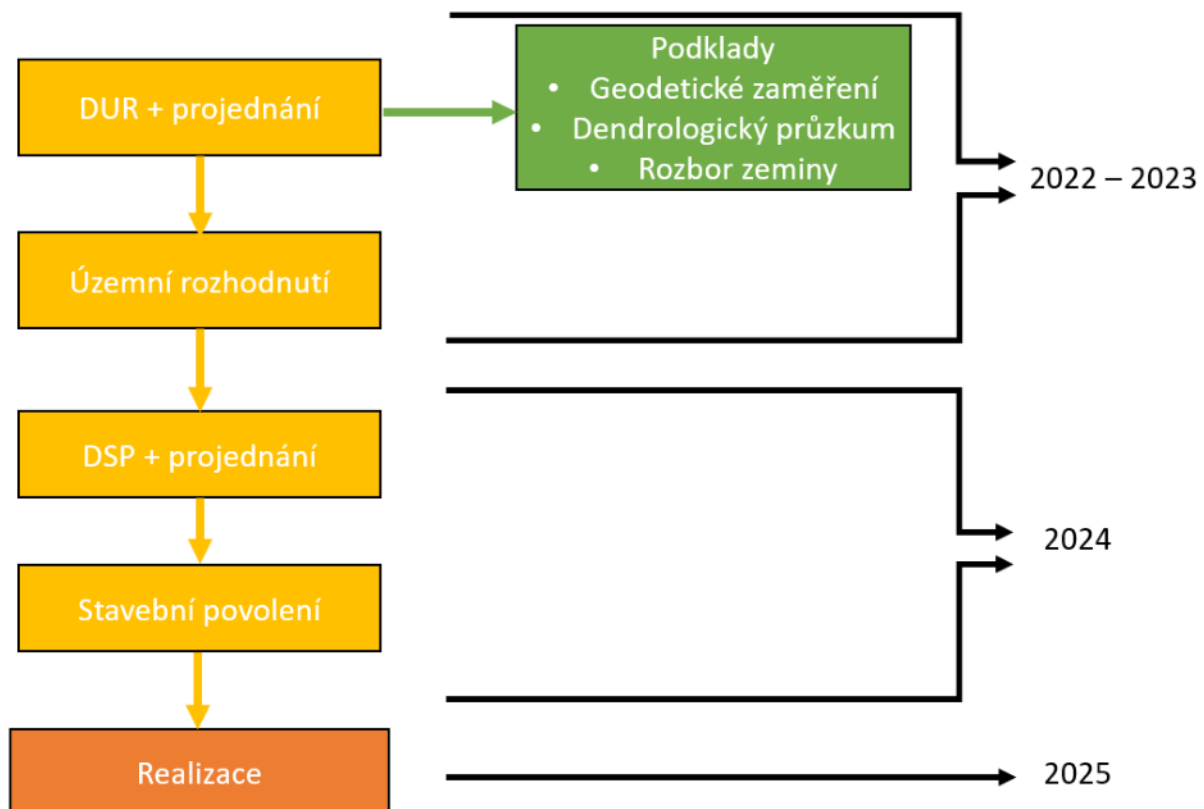 DUR + projednání
Podklady
• Geodetické zaměření
• Dendrologický průzkum
• Rozbor zeminy
2022 – 2023
Územní rozhodnutí
DSP + projednání
2024
Stavební povolení
Realizace
2025